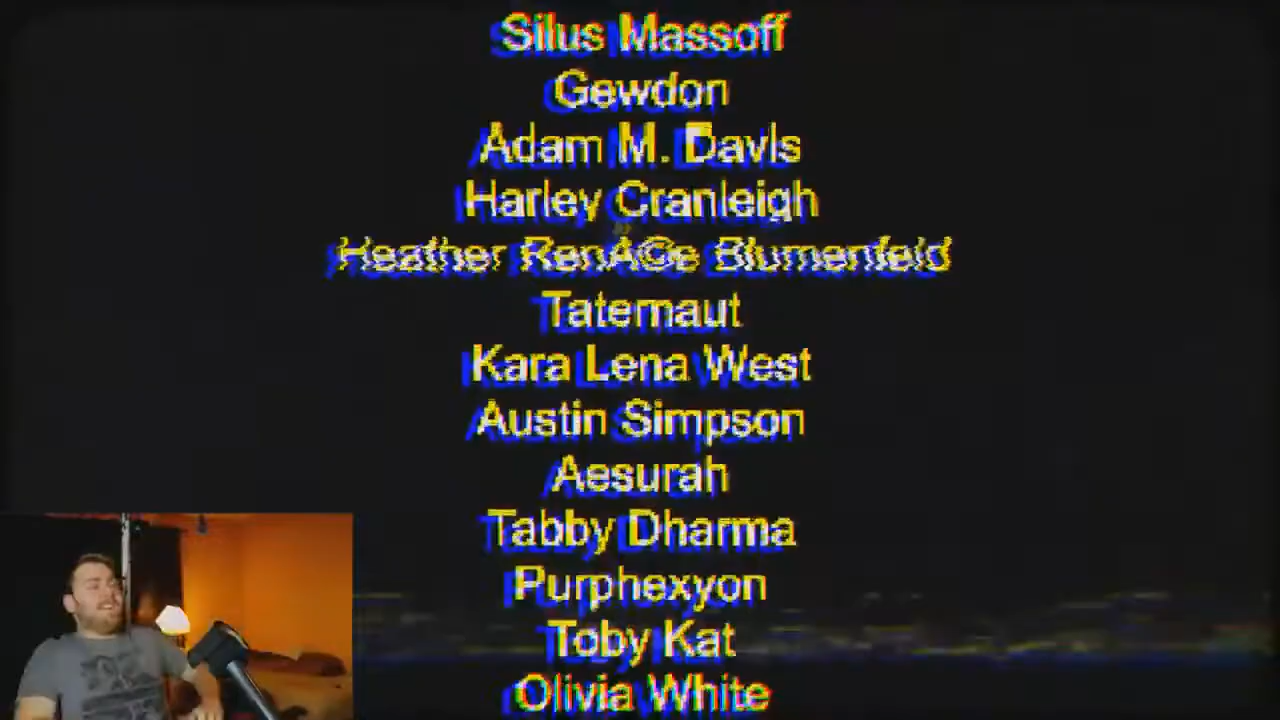 Silus Massoff
Gewdon
Adam M. Davis
Harley Cranleigh
Heather RenÃ©e Blumenfeld
Taternaut
Kara Lena West
Austin Simpson
Aesurah
Tabby Dharma
Purphexyon
Toby Kat
Olivia White